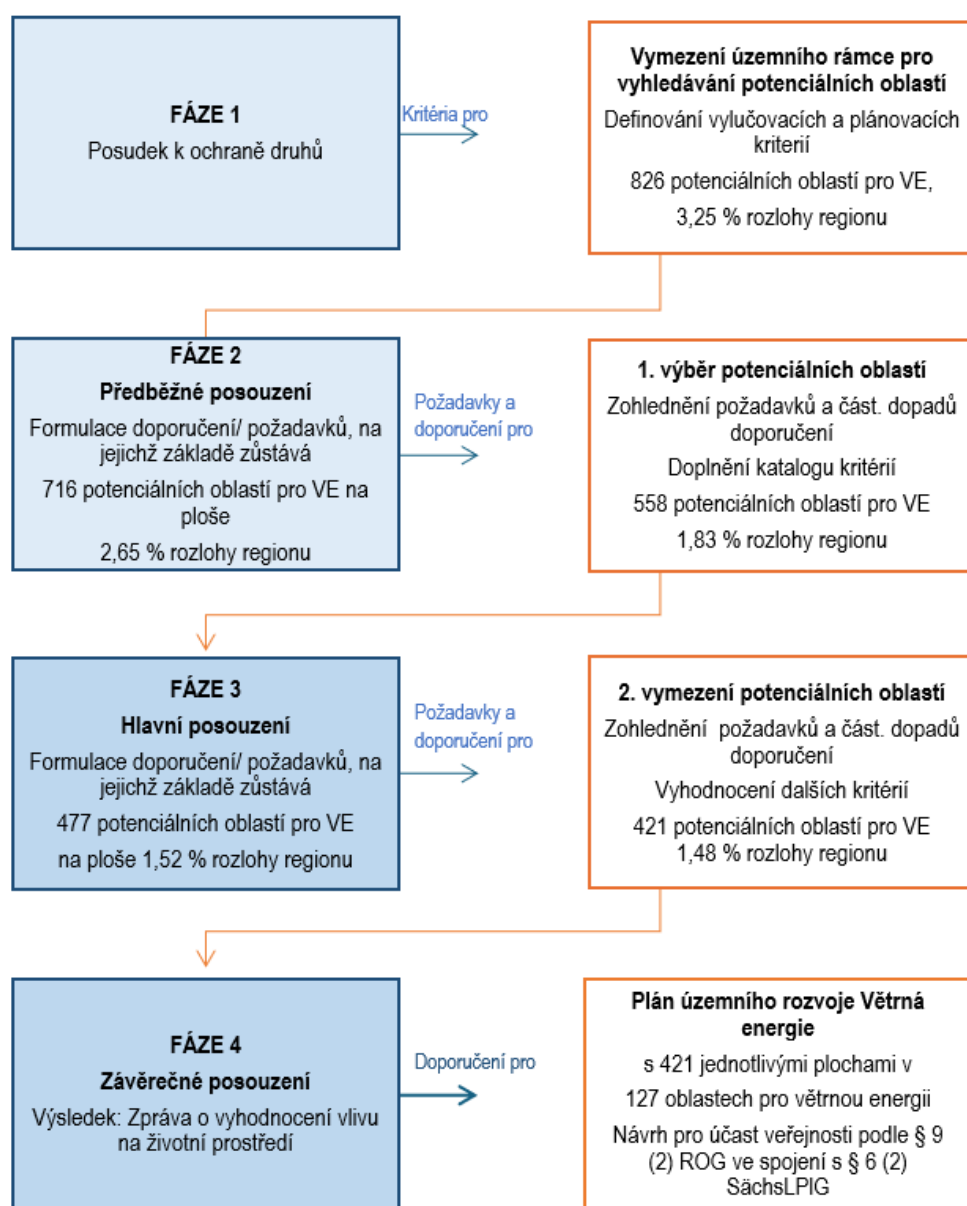 FÁZE 1
Posudek k ochraně druhů
Kritéria pro
Vymezení územního rámce pro
vyhledávání potenciálních oblastí
Definování vylučovacích a plánovacích
kriterií
826 potenciálních oblastí pro VE,
3,25 % rozlohy regionu
FÁZE 2
Předběžné posouzení
Formulace doporučení/ požadavků, na
jejichž základě zůstává
716 potenciálních oblastí pro VE na
ploše
2,65 % rozlohy regionu
Požadavky a
doporučení pro
1. výběr potenciálních oblastí
Zohlednění požadavků a část. dopadů
doporučení
Doplnění katalogu kritérií
558 potenciálních oblastí pro VE
1,83 % rozlohy regionu
FÁZE 3
Hlavní posouzení
Formulace doporučení/ požadavků, na
jejichž základě zůstává
477 potenciálních oblastí pro VE
na ploše 1,52 % rozlohy regionu
Požadavky a
doporučení pro
2. vymezení potenciálních oblastí
Zohlednění požadavků a část. dopadů
doporučení
Vyhodnocení dalších kritérií
421 potenciálních oblastí pro VE
1,48 % rozlohy regionu
FÁZE 4
Závěrečné posouzení
Výsledek: Zpráva o vyhodnocení vlivu
na životní prostředí
Doporučení pro
Plán územního rozvoje Větrná
energie
s 421 jednotlivými plochami v
127 oblastech pro větrnou energii
Návrh pro účast veřejnosti podle § 9
(2) ROG ve spojení s § 6 (2)
SächsLPlG